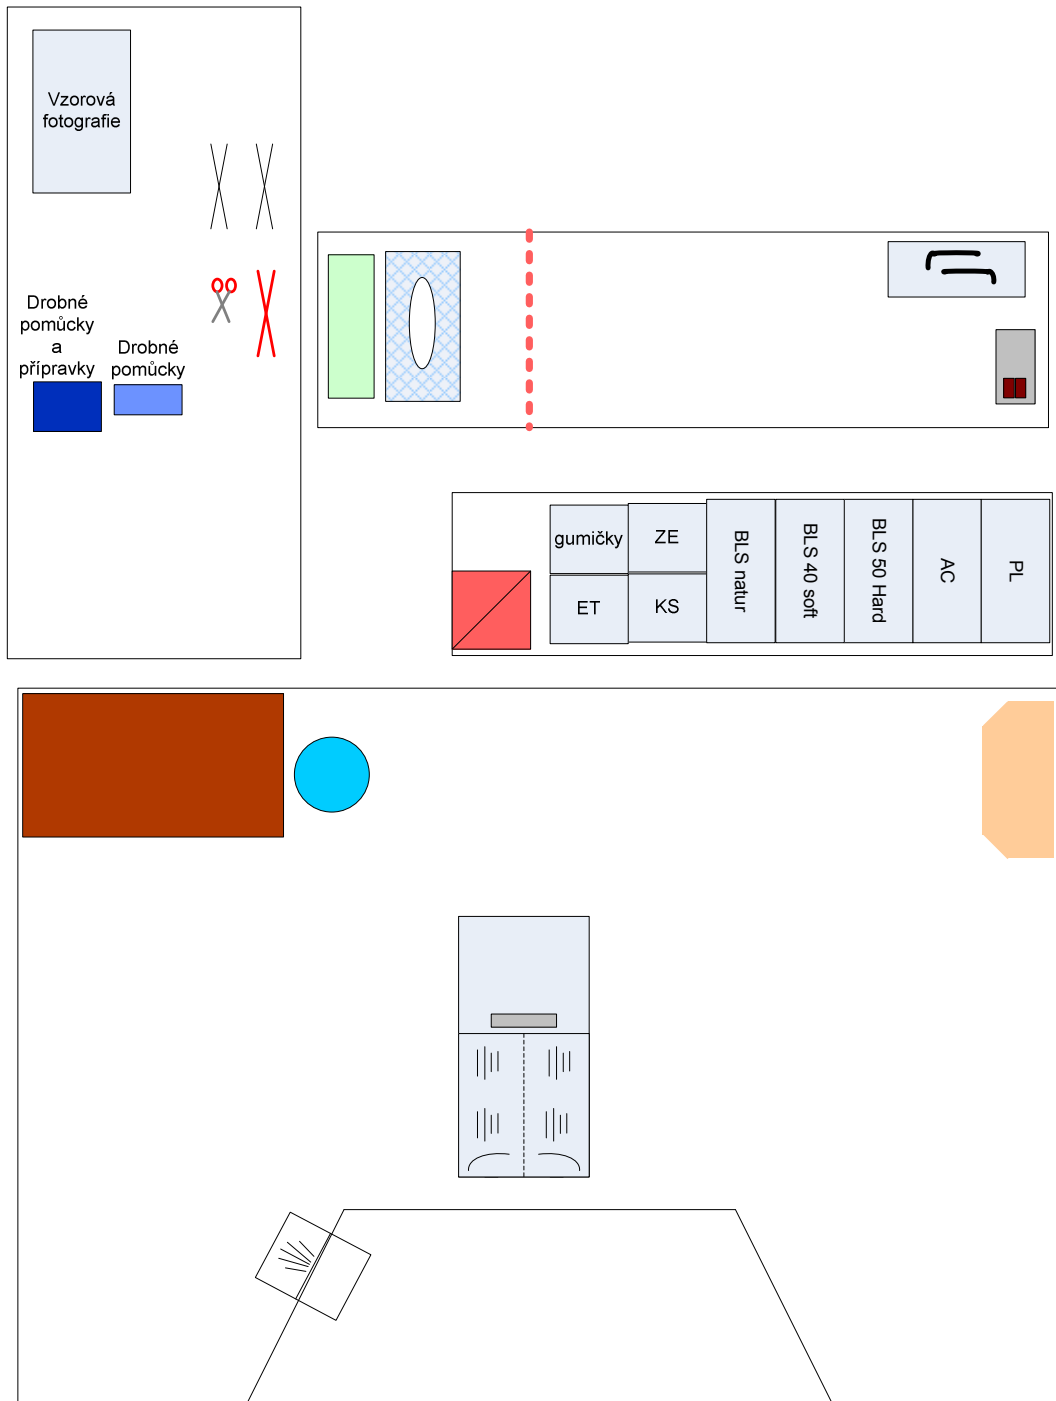 Vzorová
fotografie
Drobné
pomůcky
a
přípravky
Drobné
pomůcky
gumičky
ZE
ET
KS
BLS natur
BLS 40 soft
BLS 50 Hard
AC
PL